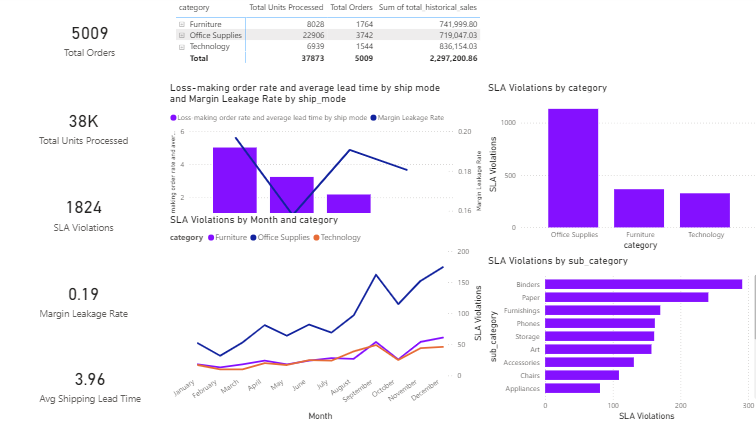 5009
Total Orders
38K
Total Units Processed
1824
SLA Violations
0.19
Margin Leakage Rate
3.96
Avg Shipping Lead Time
category Total Units Processed Total Orders Sum of total_historical_sales
Furniture 8028 1764 741,999.80
Office Supplies 22906 3742 719,047.03
Technology 6939 1544 836,154.03
Total 37873 5009 2,297,200.86
Loss-making order rate and average lead time by ship mode
and Margin Leakage Rate by ship_mode
Loss-making order rate and average lead time by ship mode Margin Leakage Rate
making order rate and aver...
6
4
2
0.20
0.18
0.16
Margin Leakage Rate
SLA Violations by category
SLA Violations
1000
500
0
Office Supplies Furniture Technology
category
SLA Violations by Month and category
category Furniture Office Supplies Technology
200
150
100
50
0
SLA Violations
January February March April May June July August September October November December
Month
SLA Violations by sub_category
sub_category
Binders
Paper
Furnishings
Phones
Storage
Art
Accessories
Chairs
Appliances
0 100 200 300
SLA Violations